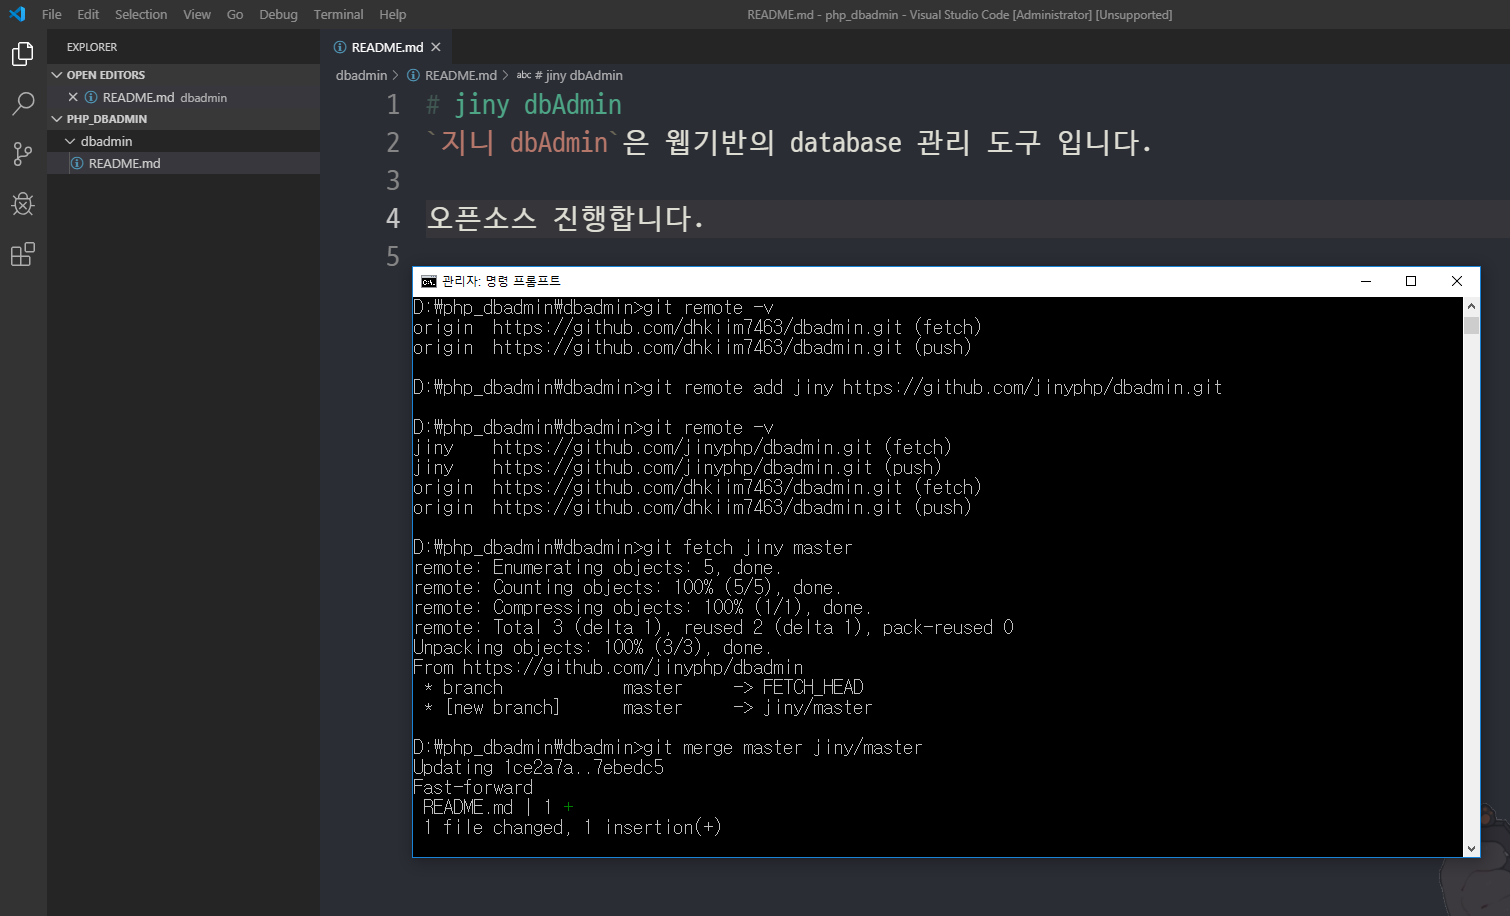 File Edit Selection View Go Debug Terminal Help README.md - php_dbadmin - Visual Studio Code [Administrator] [Unsupported]
EXPLORER
OPEN EDITORS
README.md dbadmin
PHP_DBADMIN
dbadmin
README.md
README.md
dbadmin > README.md > abc # jiny dbAdmin
1 # jiny dbAdmin
2 `지니 dbAdmin`은 웹기반의 database 관리 도구 입니다.
3
4 오픈소스 진행합니다.
5
관리자: 명령 프롬프트
D:₩php_dbadmin₩dbadmin>git remote -v
origin https://github.com/dhkiim7463/dbadmin.git (fetch)
origin https://github.com/dhkiim7463/dbadmin.git (push)
D:₩php_dbadmin₩dbadmin>git remote add jiny https://github.com/jinyphp/dbadmin.git
D:₩php_dbadmin₩dbadmin>git remote -v
jiny https://github.com/jinyphp/dbadmin.git (fetch)
jiny https://github.com/jinyphp/dbadmin.git (push)
origin https://github.com/dhkiim7463/dbadmin.git (fetch)
origin https://github.com/dhkiim7463/dbadmin.git (push)
D:₩php_dbadmin₩dbadmin>git fetch jiny master
remote: Enumerating objects: 5, done.
remote: Counting objects: 100% (5/5), done.
remote: Compressing objects: 100% (1/1), done.
remote: Total 3 (delta 1), reused 2 (delta 1), pack-reused 0
Unpacking objects: 100% (3/3), done.
From https://github.com/jinyphp/dbadmin
* branch master -> FETCH_HEAD
* [new branch] master -> jiny/master
D:₩php_dbadmin₩dbadmin>git merge master jiny/master
Updating 1ce2a7a..7ebedc5
Fast-forward
README.md | 1 +
1 file changed, 1 insertion(+)